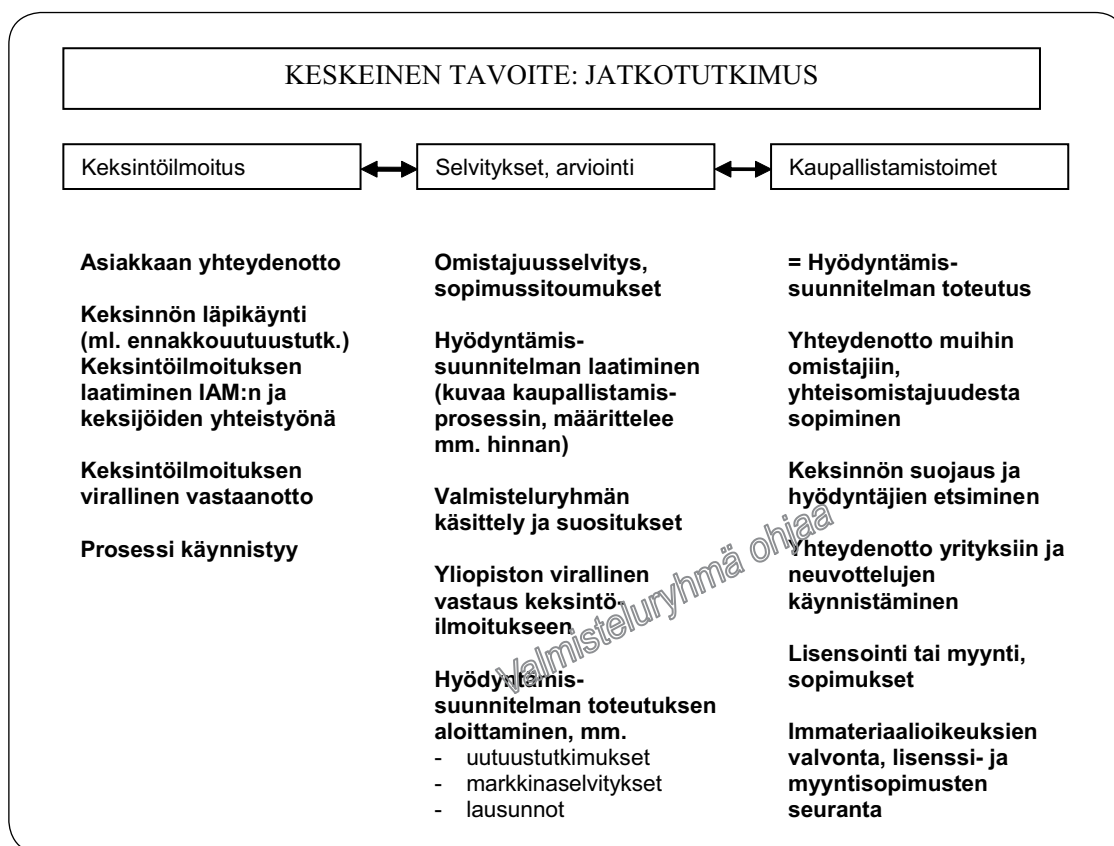 KESKEINEN TAVOITE: JATKOTUTKIMUS
Keksintöilmoitus
Selvitykset, arviointi
Kaupallistamistoimet
Asiakkaan yhteydenotto
Keksinnön läpikäynti
(ml. ennakkouutuustutk.)
Keksintöilmoituksen
laatiminen IAM:n ja
keksijöiden yhteistyönä
Keksintöilmoituksen
virallinen vastaanotto
Prosessi käynnistyy
Omistajuusselvitys,
sopimussitoumukset
Hyödyntämis-
suunnitelman laatiminen
(kuvaa kaupallistamis-
prosessin, määrittelee
mm. hinnan)
Valmisteluryhmän
käsittely ja suositukset
Yliopiston virallinen
vastaus keksintö-
ilmoitukseen
Hyödyntämis-
suunnitelman toteutuksen
aloittaminen, mm.
- uutuustutkimukset
- markkinaselvitykset
- lausunnot
= Hyödyntämis-
suunnitelman toteutus
Yhteydenotto muihin
omistajiin,
yhteisomistajuudesta
sopiminen
Keksinnön suojaus ja
hyödyntäjien etsiminen
Yhteydenotto yrityksiin ja
neuvottelujen
käynnistäminen
Lisensointi tai myynti,
sopimukset
Immateriaalioikeuksien
valvonta, lisenssi- ja
myyntisopimusten
seuranta
Valmisteluryhmä ohjaa